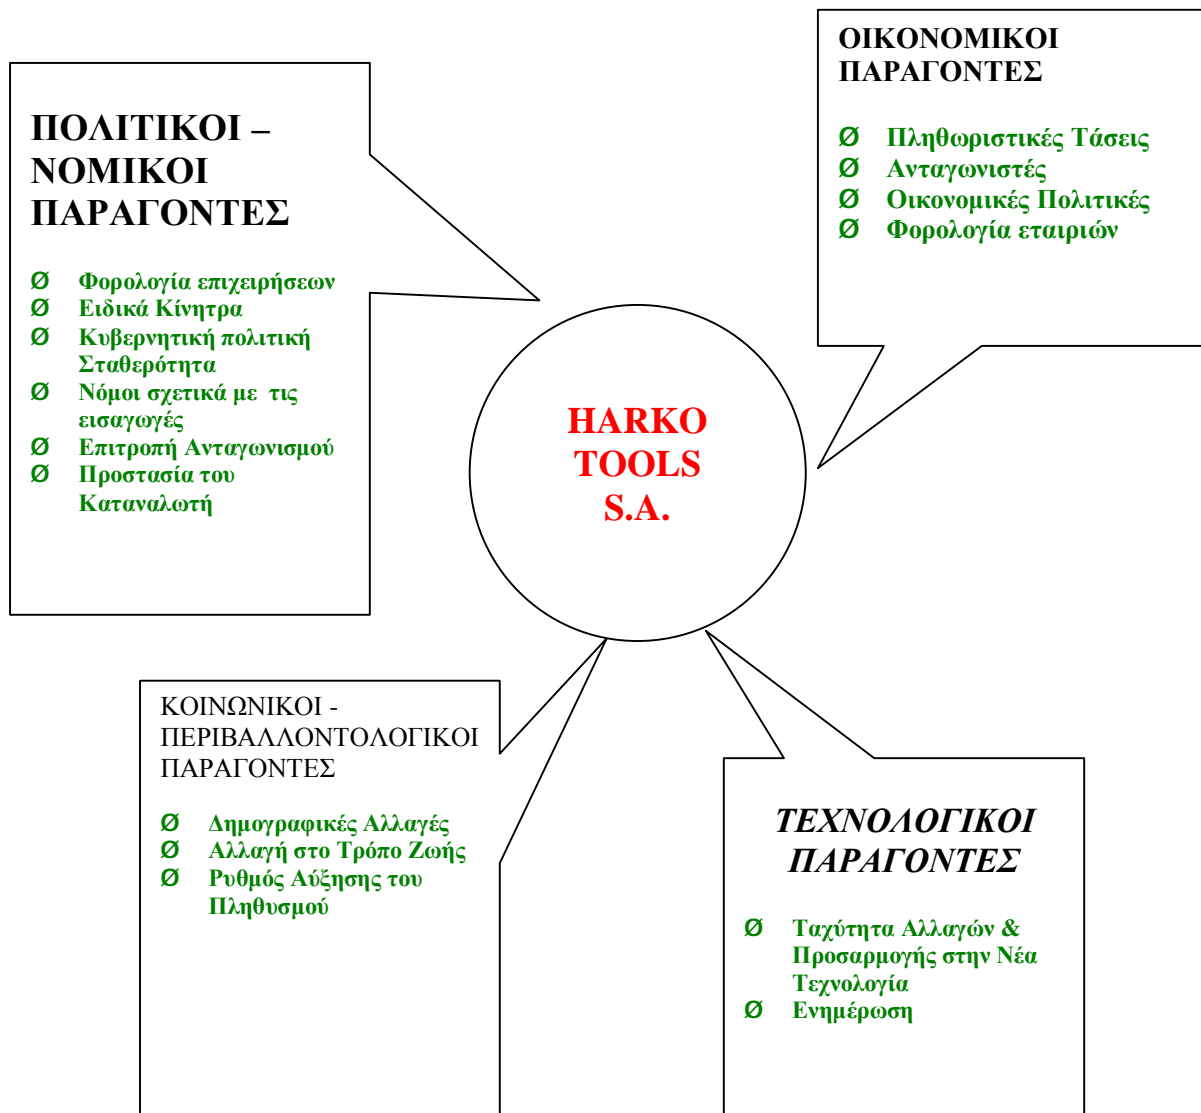 ΠΟΛΙΤΙΚΟΙ –
ΝΟΜΙΚΟΙ
ΠΑΡΑΓΟΝΤΕΣ
Ø Φορολογία επιχειρήσεων
Ø Ειδικά Κίνητρα
Ø Κυβερνητική πολιτική
Σταθερότητα
Ø Νόμοι σχετικά με τις
εισαγωγές
Ø Επιτροπή Ανταγωνισμού
Ø Προστασία του
Καταναλωτή
ΟΙΚΟΝΟΜΙΚΟΙ
ΠΑΡΑΓΟΝΤΕΣ
Ø Πληθωριστικές Τάσεις
Ø Ανταγωνιστές
Ø Οικονομικές Πολιτικές
Ø Φορολογία εταιριών
HARKO
TOOLS
S.A.
ΚΟΙΝΩΝΙΚΟΙ -
ΠΕΡΙΒΑΛΛΟΝΤΟΛΟΓΙΚΟΙ
ΠΑΡΑΓΟΝΤΕΣ
Ø Δημογραφικές Αλλαγές
Ø Αλλαγή στο Τρόπο Ζωής
Ø Ρυθμός Αύξησης του
Πληθυσμού
ΤΕΧΝΟΛΟΓΙΚΟΙ
ΠΑΡΑΓΟΝΤΕΣ
Ø Ταχύτητα Αλλαγών &
Προσαρμογής στην Νέα
Τεχνολογία
Ø Ενημέρωση